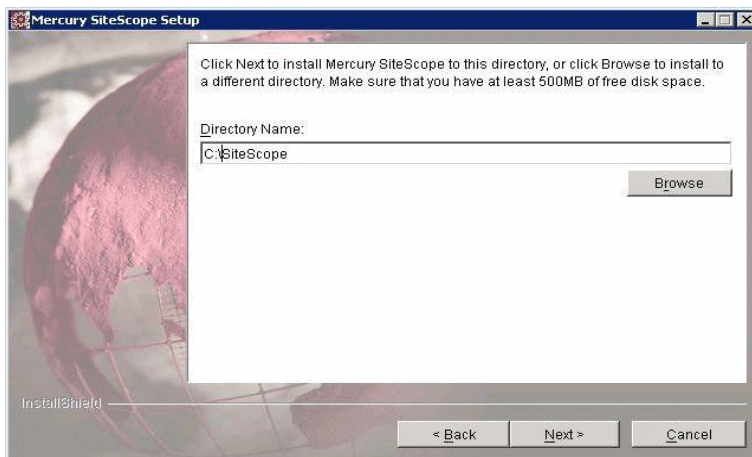 Mercury SiteScope Setup
Click Next to install Mercury SiteScope to this directory, or click Browse to install to
a different directory. Make sure that you have at least 500MB of free disk space.
Directory Name:
C:\SiteScope
Browse
InstallShield
< Back
Next >
Cancel